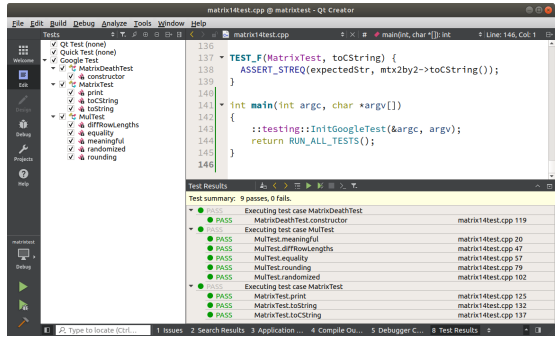 matrix14test.cpp @ matrixtest - Qt Creator
File Edit Build Debug Analyze Tools Window Help
Tests
matrix14test.cpp
# main(int, char *[]): int
Line: 146, Col: 1
Welcome
Edit
Design
Debug
Projects
Help
matrixtest
Debug
Qt Test (none)
Quick Test (none)
Google Test
MatrixDeathTest
constructor
MatrixTest
print
toCString
toString
MulTest
diffRowLengths
equality
meaningful
randomized
rounding
136
137 TEST_F(MatrixTest, toCString) {
138 ASSERT_STREQ(expectedStr, mtx2by2->toCString());
139 }
140
141 int main(int argc, char *argv[])
142 {
143 ::testing::InitGoogleTest(&argc, argv);
144 return RUN_ALL_TESTS();
145 }
146
Test Results
Test summary: 9 passes, 0 fails.
PASS Executing test case MatrixDeathTest
PASS MatrixDeathTest.constructor matrix14test.cpp 119
PASS Executing test case MulTest
PASS MulTest.meaningful matrix14test.cpp 20
PASS MulTest.diffRowLengths matrix14test.cpp 47
PASS MulTest.equality matrix14test.cpp 57
PASS MulTest.rounding matrix14test.cpp 79
PASS MulTest.randomized matrix14test.cpp 102
PASS Executing test case MatrixTest
PASS MatrixTest.print matrix14test.cpp 125
PASS MatrixTest.toString matrix14test.cpp 132
PASS MatrixTest.toCString matrix14test.cpp 137
Type to locate (Ctrl... 1 Issues 2 Search Results 3 Application ... 4 Compile Ou... 5 Debugger C... 8 Test Results